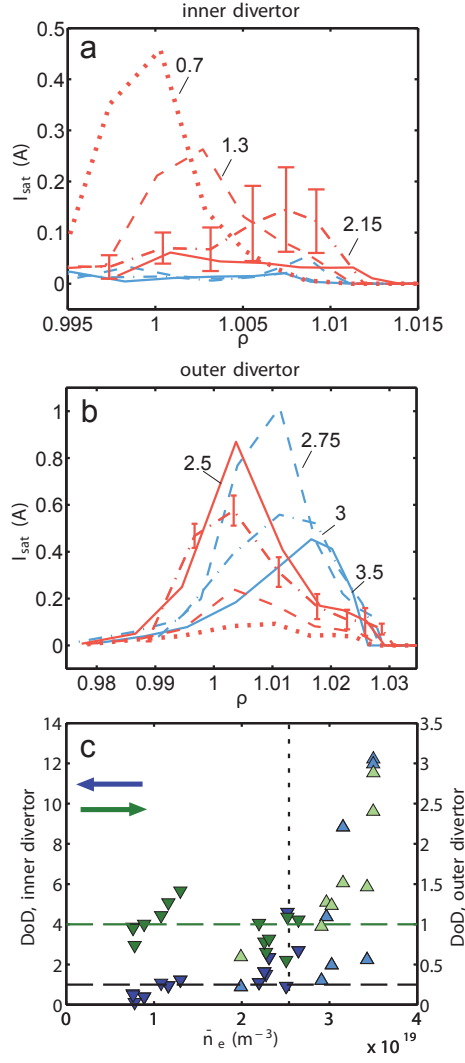 inner divertor
a
0.5
0.4
0.3
0.2
0.1
0
I_sat (A)
0.7
1.3
2.15
0.995 1 1.005 1.01 1.015
ρ
outer divertor
b
1
0.8
0.6
0.4
0.2
0
I_sat (A)
2.75
2.5
3
3.5
0.98 0.99 1 1.01 1.02 1.03
ρ
c
14
12
10
8
6
4
2
0
DoD, inner divertor
3.5
3
2.5
2
1.5
1
0.5
0
DoD, outer divertor
0 1 2 3 4
n̄_e (m⁻³)
x 10¹⁹